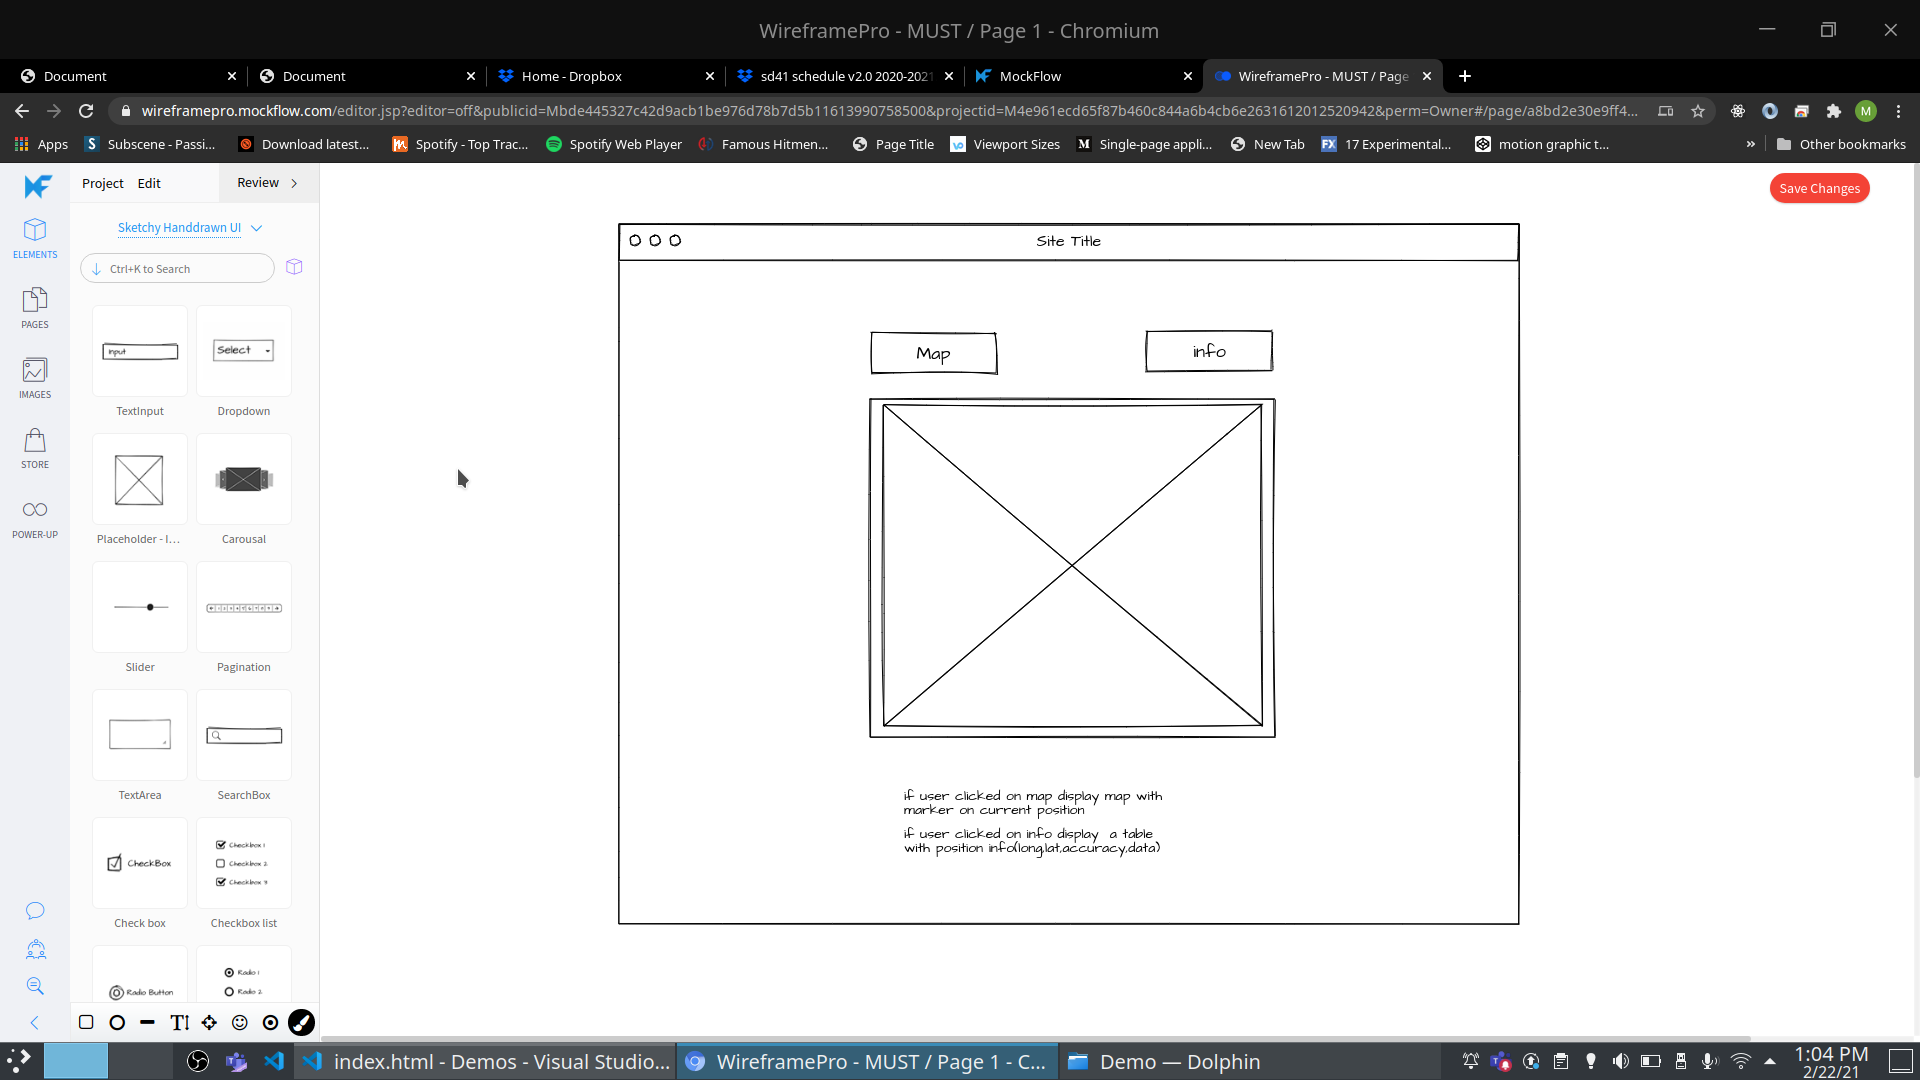 WireframePro - MUST / Page 1 - Chromium
Document
Document
Home - Dropbox
sd41 schedule v2.0 2020-2021
MockFlow
WireframePro - MUST / Page
wireframepro.mockflow.com/editor.jsp?editor=off&publicid=Mbde445327c42d9acb1be976d78b7d5b11613990758500&projectid=M4e961ecd65f87b460c844a6b4cb6e2631612012520942&perm=Owner#/page/a8bd2e30e9ff4...
M
Apps
Subscene - Passi...
Download latest...
Spotify - Top Trac...
Spotify Web Player
Famous Hitmen...
Page Title
Viewport Sizes
Single-page appli...
New Tab
17 Experimental...
motion graphic t...
Other bookmarks
Project
Edit
Review
Save Changes
Sketchy Handdrawn UI
Ctrl+K to Search
ELEMENTS
PAGES
IMAGES
STORE
POWER-UP
Input
Select
TextInput
Dropdown
Placeholder - I...
Carousal
Slider
Pagination
TextArea
SearchBox
CheckBox
Checkbox 1
Checkbox 2
Check box
Checkbox list
Radio Button
Radio 1
Radio 2
Site Title
Map
info
if user clicked on map display map with
marker on current position
if user clicked on info display a table
with position info(long,lat,accuracy,data)
index.html - Demos - Visual Studio...
WireframePro - MUST / Page 1 - C...
Demo — Dolphin
1:04 PM
2/22/21